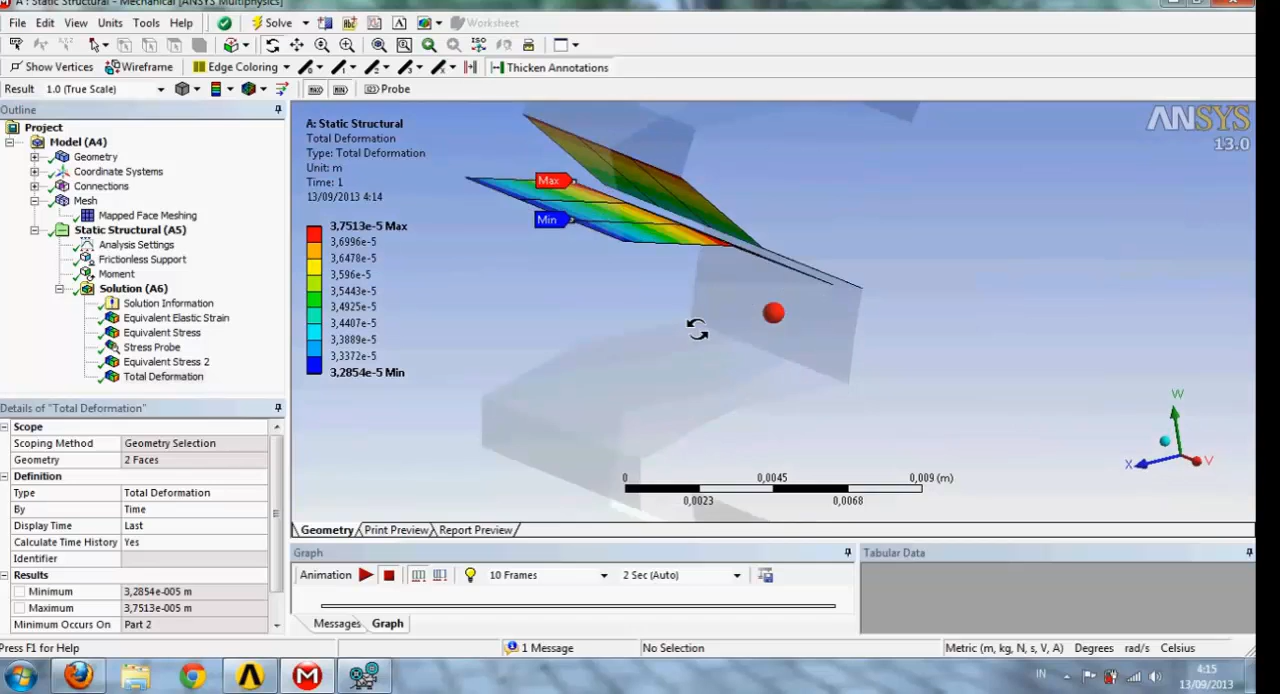 A : Static Structural - Mechanical [ANSYS Multiphysics]
File Edit View Units Tools Help Solve Worksheet
Show Vertices Wireframe Edge Coloring Thicken Annotations
Result 1.0 (True Scale) Probe
Outline
Project
Model (A4)
Geometry
Coordinate Systems
Connections
Mesh
Mapped Face Meshing
Static Structural (A5)
Analysis Settings
Frictionless Support
Moment
Solution (A6)
Solution Information
Equivalent Elastic Strain
Equivalent Stress
Stress Probe
Equivalent Stress 2
Total Deformation
Details of "Total Deformation"
Scope
Scoping Method Geometry Selection
Geometry 2 Faces
Definition
Type Total Deformation
By Time
Display Time Last
Calculate Time History Yes
Identifier
Results
Minimum 3,2854e-005 m
Maximum 3,7513e-005 m
Minimum Occurs On Part 2
A: Static Structural
Total Deformation
Type: Total Deformation
Unit: m
Time: 1
13/09/2013 4:14
3,7513e-5 Max
3,6996e-5
3,6478e-5
3,596e-5
3,5443e-5
3,4925e-5
3,4407e-5
3,3889e-5
3,3372e-5
3,2854e-5 Min
Max
Min
ANSYS
13.0
W
X
V
0 0,0045 0,009 (m)
0,0023 0,0068
Geometry Print Preview Report Preview
Graph
Animation 10 Frames 2 Sec (Auto)
Messages Graph
Tabular Data
Press F1 for Help 1 Message No Selection Metric (m, kg, N, s, V, A) Degrees rad/s Celsius
IN
4:15
13/09/2013